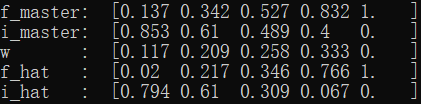 f_master:  [0.137 0.342 0.527 0.832 1.   ]
i_master:  [0.853 0.61  0.489 0.4   0.   ]
w       :  [0.117 0.209 0.258 0.333 0.   ]
f_hat   :  [0.02  0.217 0.346 0.766 1.   ]
i_hat   :  [0.794 0.61  0.309 0.067 0.   ]